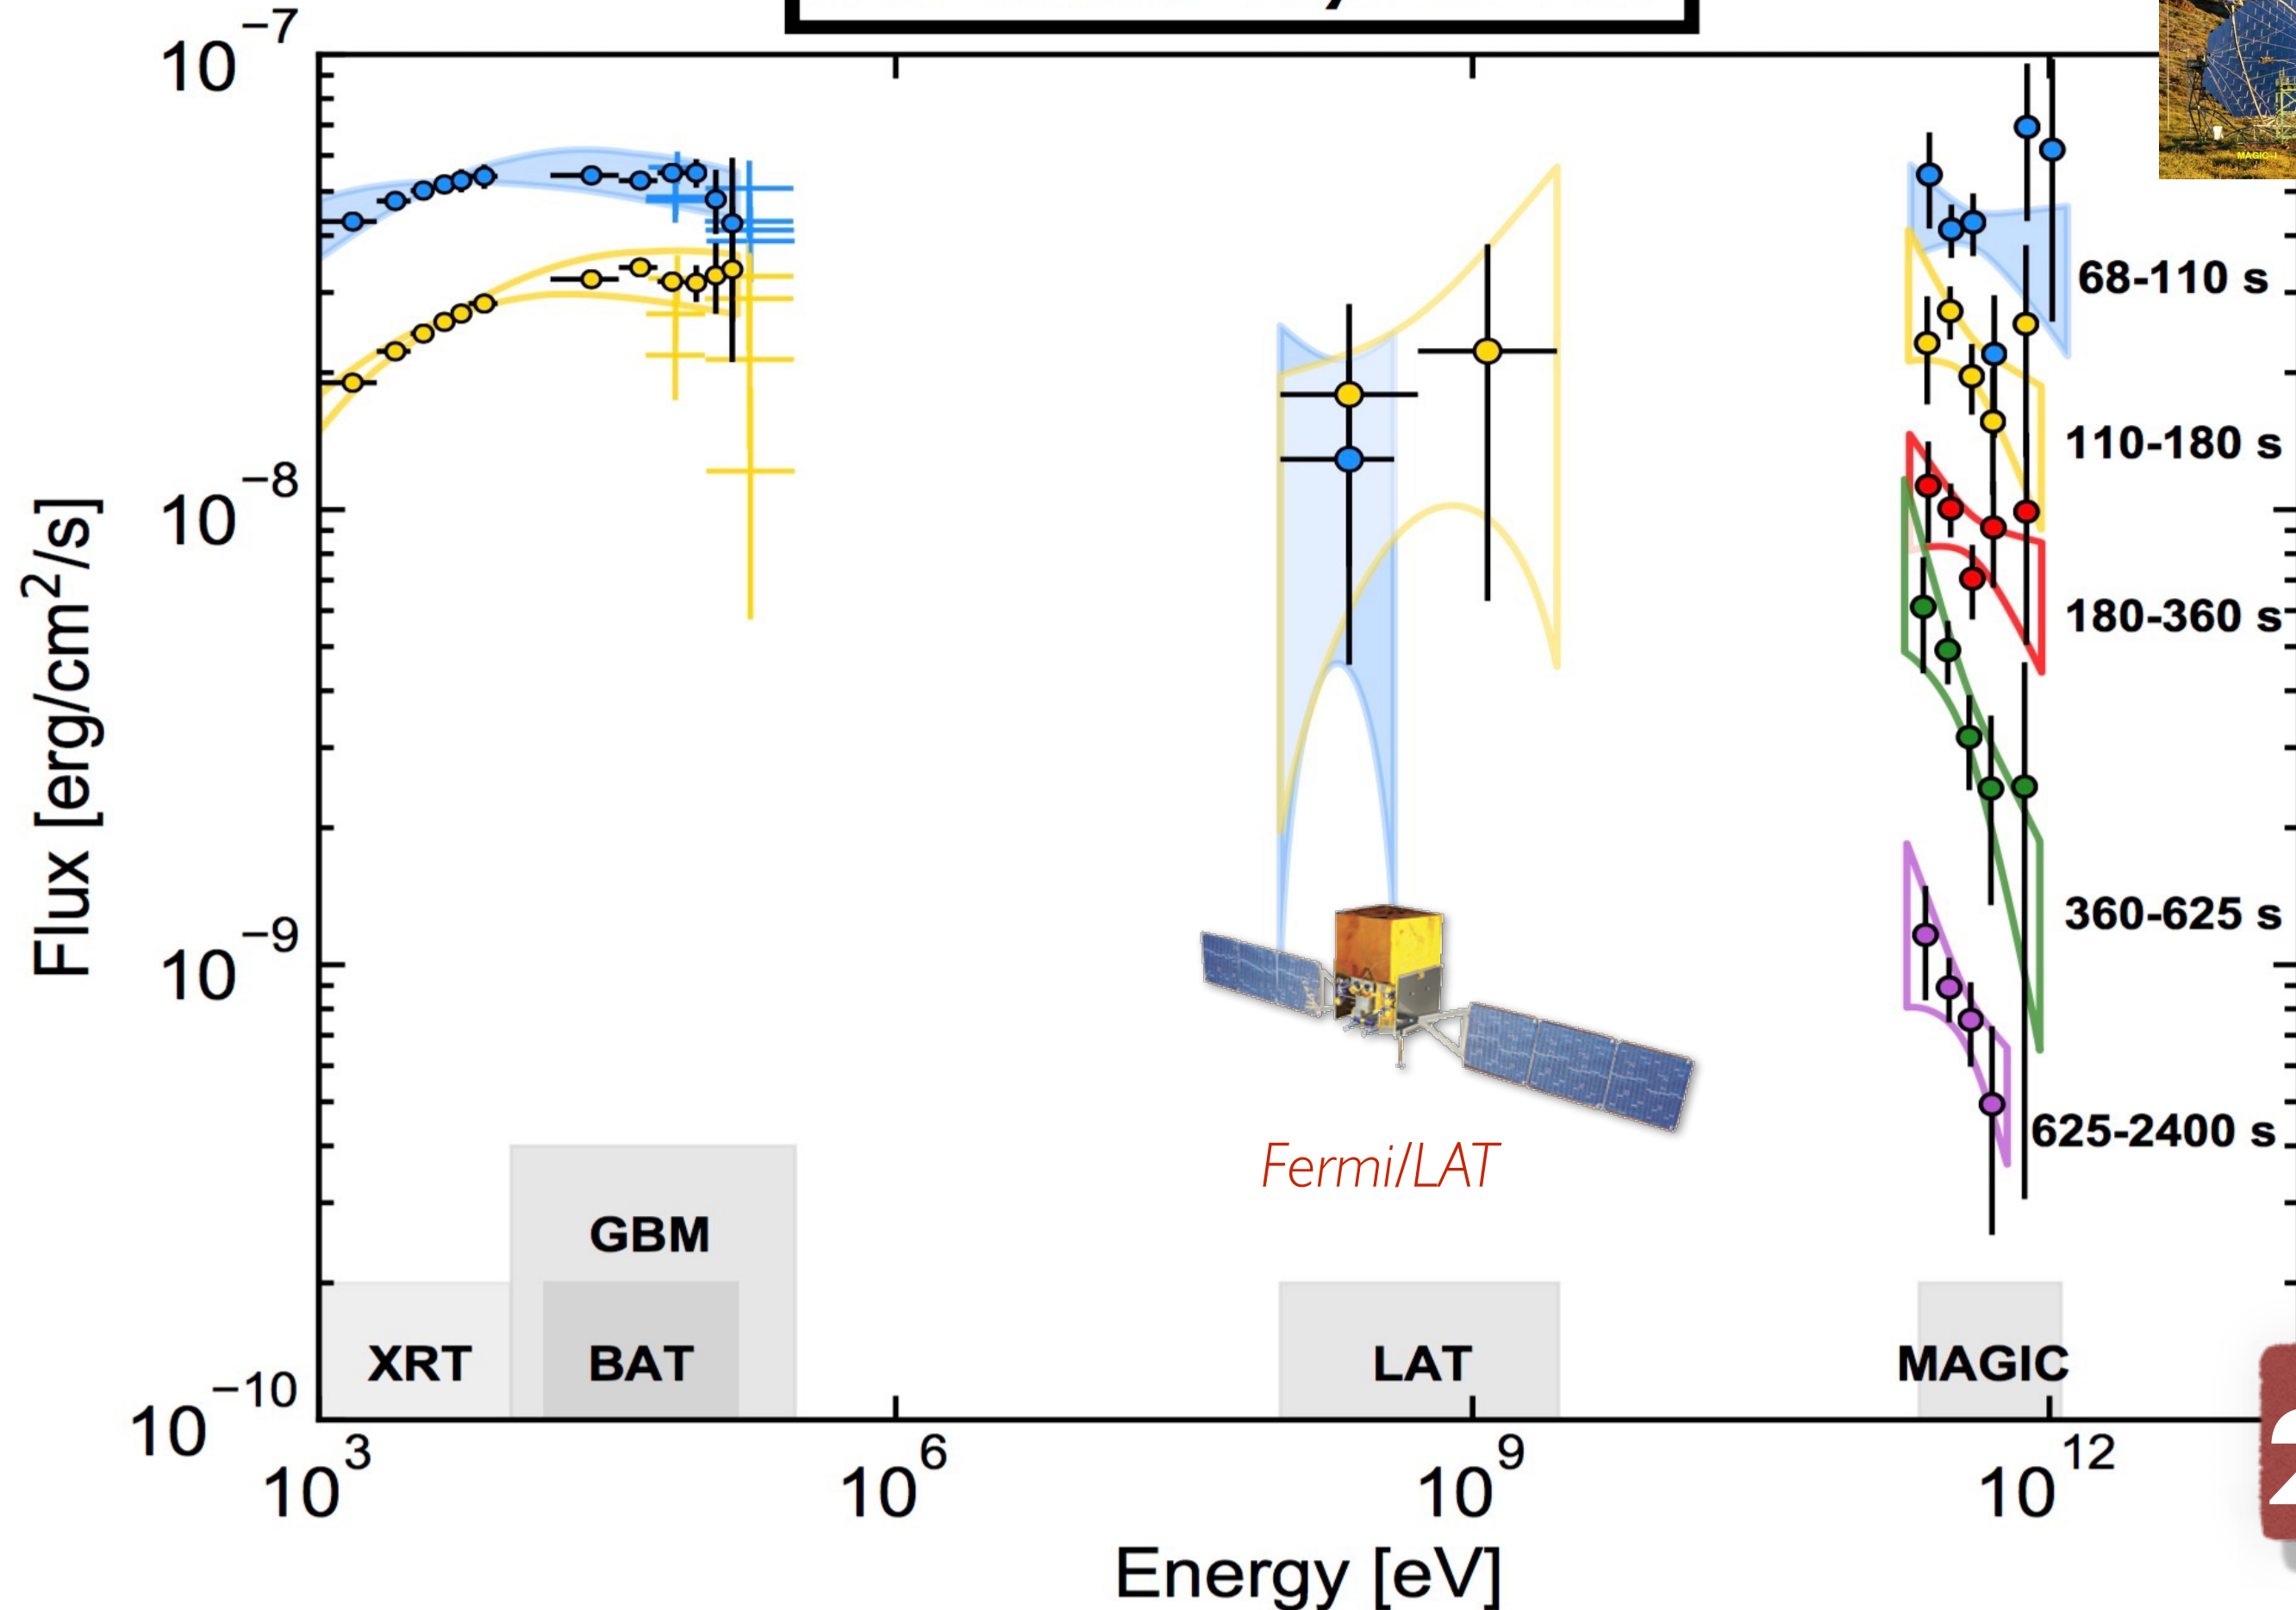 10⁻⁷
10⁻⁸
10⁻⁹
10⁻¹⁰
Flux [erg/cm²/s]
68-110 s
110-180 s
180-360 s
360-625 s
625-2400 s
Fermi/LAT
GBM
XRT
BAT
LAT
MAGIC
10³
10⁶
10⁹
10¹²
Energy [eV]
MAGIC-I